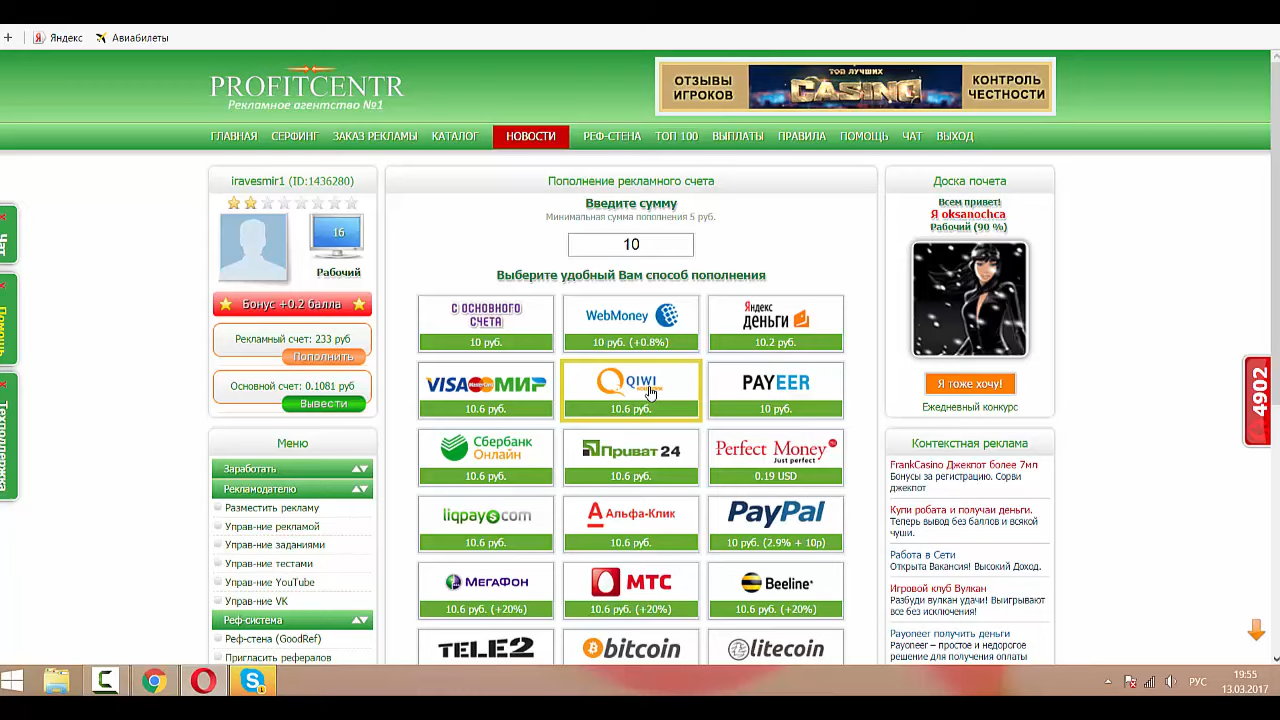 + Яндекс Авиабилеты
PROFITCENTR
Рекламное агентство №1
ОТЗЫВЫ ИГРОКОВ
ТОП ЛУЧШИХ
CASINO
КОНТРОЛЬ ЧЕСТНОСТИ
ГЛАВНАЯ СЕРФИНГ ЗАКАЗ РЕКЛАМЫ КАТАЛОГ НОВОСТИ РЕФ-СТЕНА ТОП 100 ВЫПЛАТЫ ПРАВИЛА ПОМОЩЬ ЧАТ ВЫХОД
Чат
Помощь
Техподдержка
iravesmir1 (ID:1436280)
16
Рабочий
Бонус +0.2 балла
Рекламный счет: 233 руб
Пополнить
Основной счет: 0.1081 руб
Вывести
Меню
Заработать
Рекламодателю
Разместить рекламу
Управ-ние рекламой
Управ-ние заданиями
Управ-ние тестами
Управ-ние YouTube
Управ-ние VK
Реф-система
Реф-стена (GoodRef)
Пригласить рефералов
Пополнение рекламного счета
Введите сумму
Минимальная сумма пополнения 5 руб.
10
Выберите удобный Вам способ пополнения
С ОСНОВНОГО СЧЕТА WebMoney Яндекс ДЕНЬГИ
10 руб. 10 руб. (+0.8%) 10.2 руб.
VISA MasterCard МИР QIWI PAYEER
10.6 руб. 10.6 руб. 10 руб.
Сбербанк Онлайн Приват 24 Perfect Money Just perfect
10.6 руб. 10.6 руб. 0.19 USD
liqpay.com Альфа-Клик PayPal
10.6 руб. 10.6 руб. 10 руб. (2.9% + 10р)
МЕГАФОН МТС Beeline
10.6 руб. (+20%) 10.6 руб. (+20%) 10.6 руб. (+20%)
TELE2 bitcoin litecoin
Доска почета
Всем привет!
Я oksanochca
Рабочий (90 %)
Я тоже хочу!
Ежедневный конкурс
4902
Контекстная реклама
FrankCasino Джекпот более 7мл
Бонусы за регистрацию. Сорви
джекпот
Купи робата и получаи деньги.
Теперь вывод без баллов и всякой
чуши.
Работа в Сети
Открыта Вакансия! Высокий Доход.
Игровой клуб Вулкан
Разбуди вулкан удачи! Выигрывают
все без исключения!
Payoneer получить деньги
Payoneer – простое и недорогое
решение для получения оплаты
РУС
19:55
13.03.2017